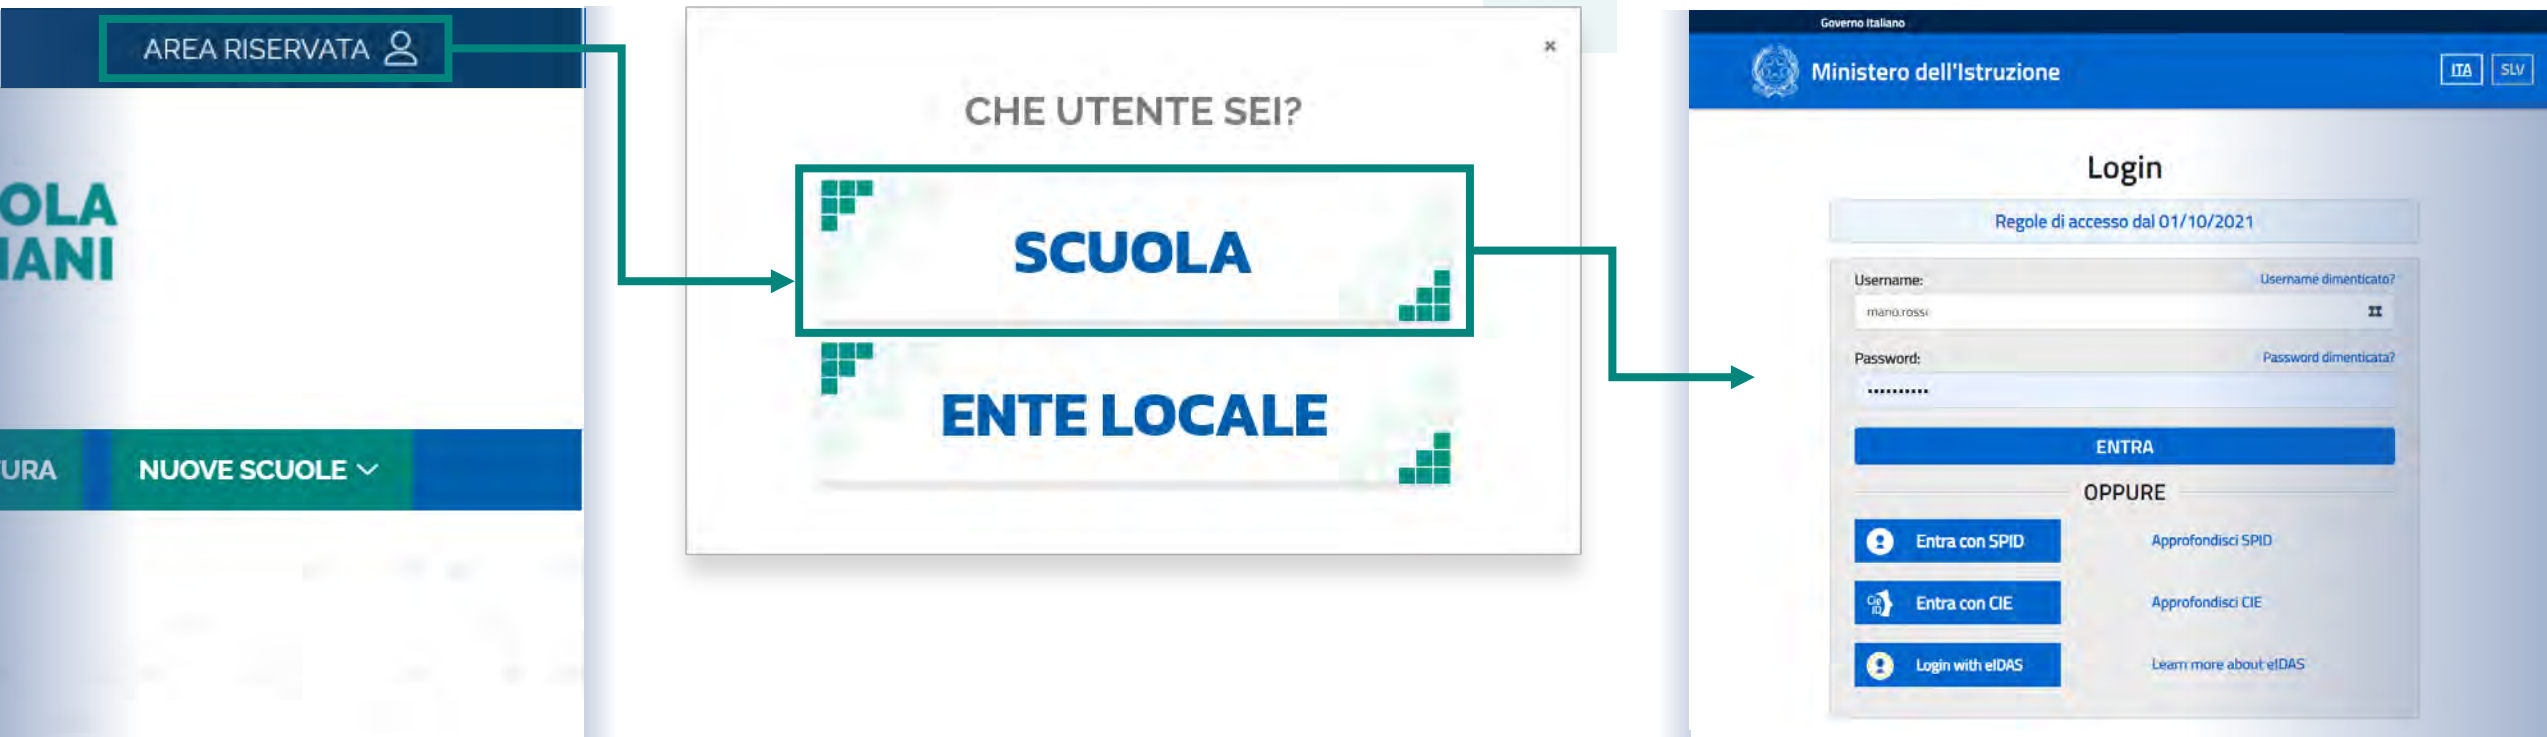 AREA RISERVATA
OLA
IANI
URA
NUOVE SCUOLE
×
CHE UTENTE SEI?
SCUOLA
ENTE LOCALE
Governo Italiano
Ministero dell'Istruzione
ITA
SLV
Login
Regole di accesso dal 01/10/2021
Username:
Username dimenticato?
mario.rossi
Password:
Password dimenticata?
••••••••••
ENTRA
OPPURE
Entra con SPID
Approfondisci SPID
Entra con CIE
Approfondisci CIE
Login with eIDAS
Learn more about eIDAS